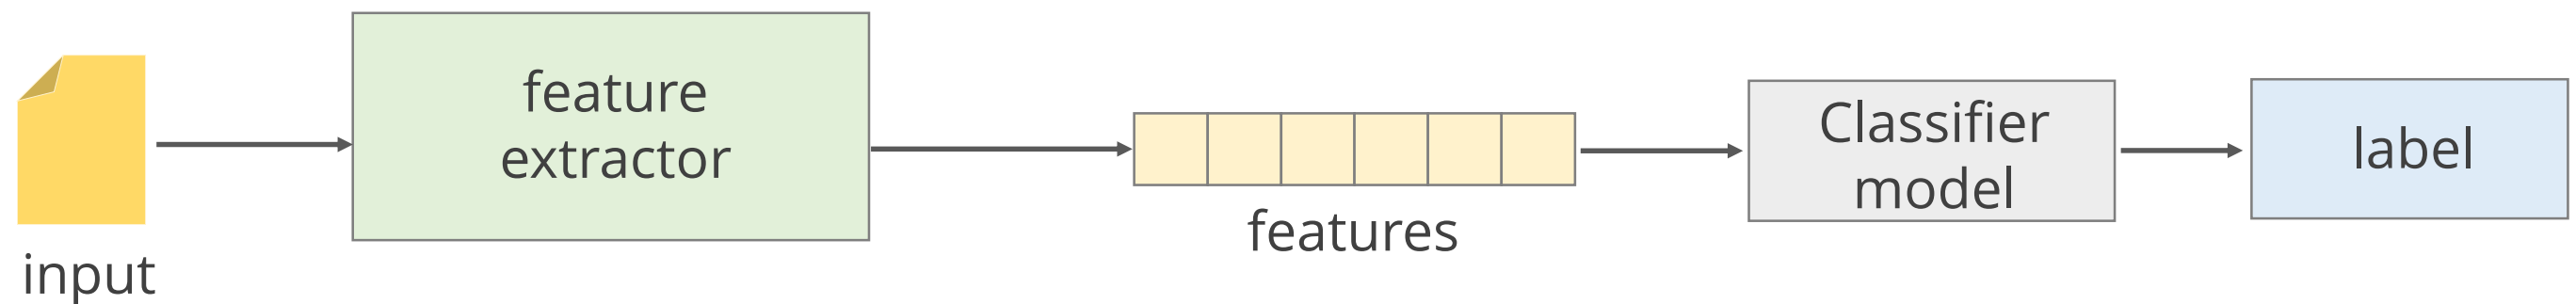 input
feature
extractor
features
Classifier
model
label